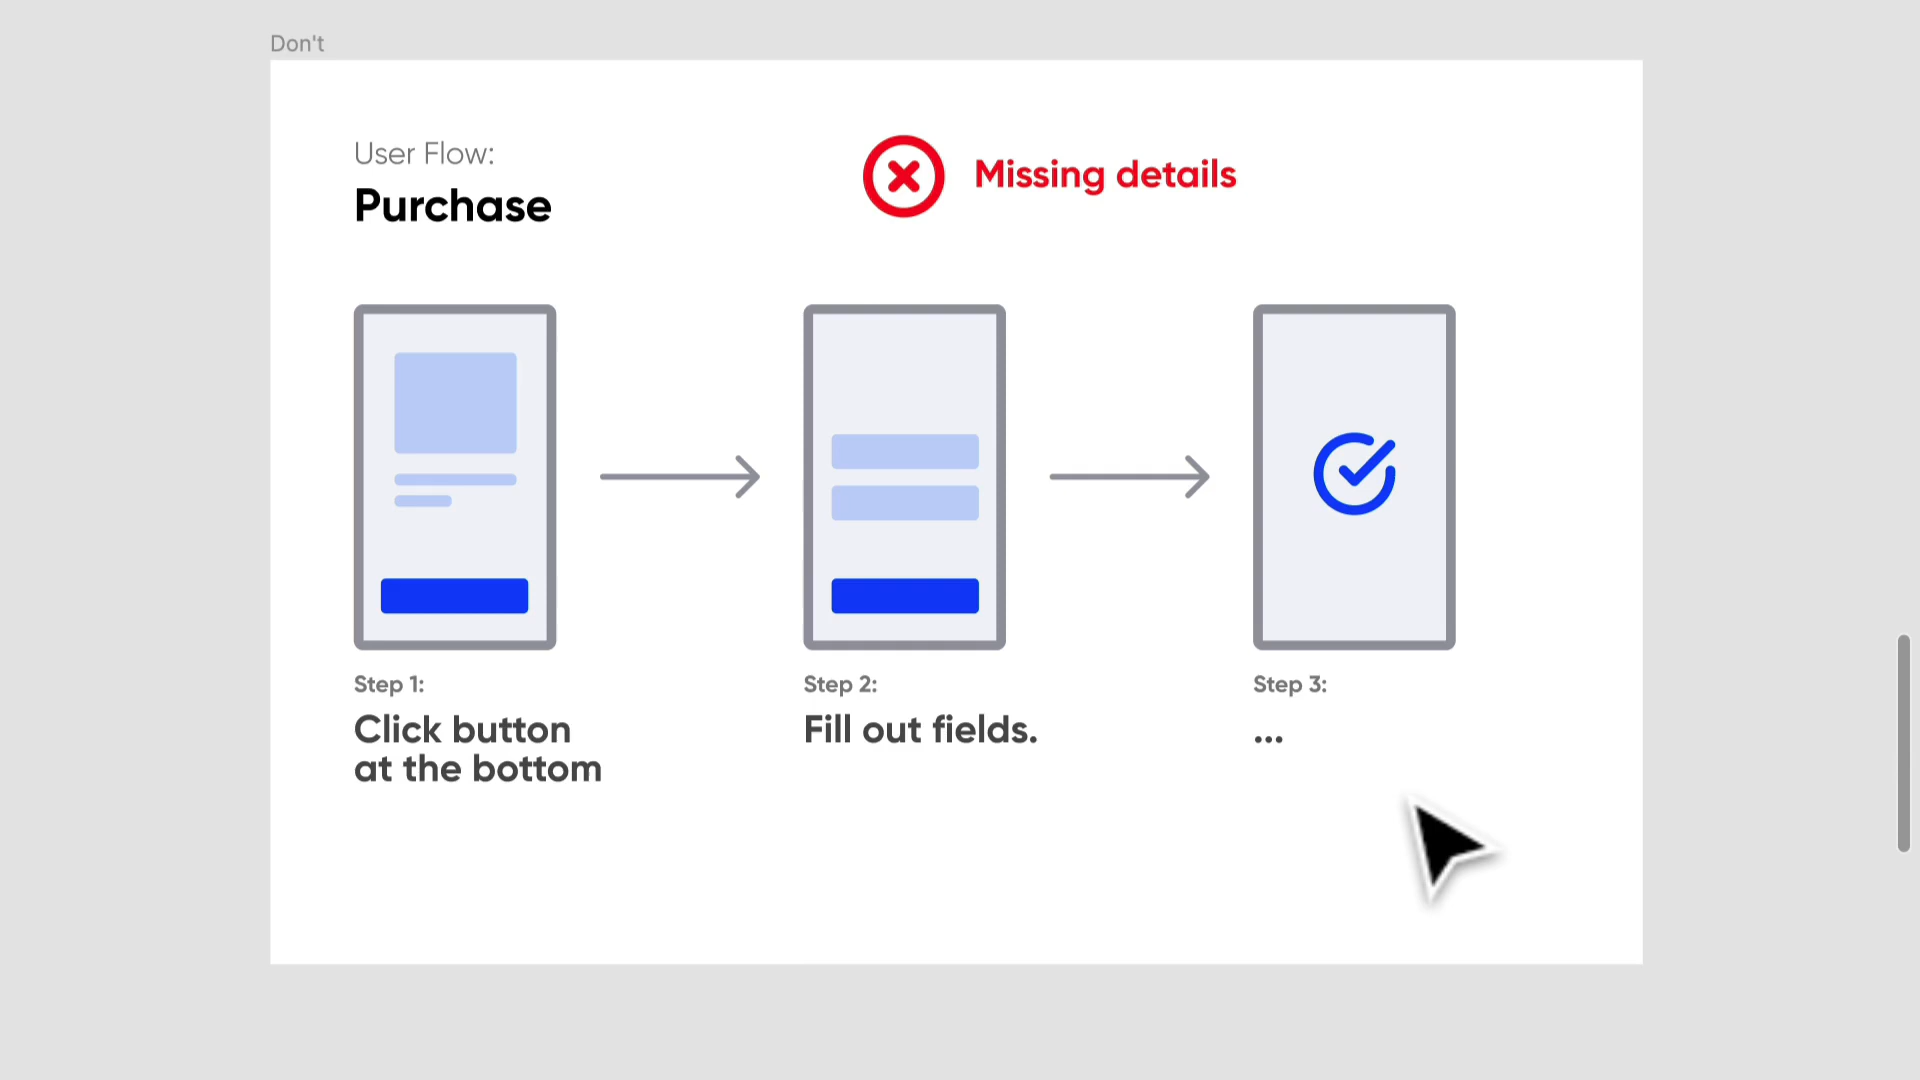 Don't
User Flow:
Purchase
Missing details
Step 1:
Click button
at the bottom
Step 2:
Fill out fields.
Step 3:
...